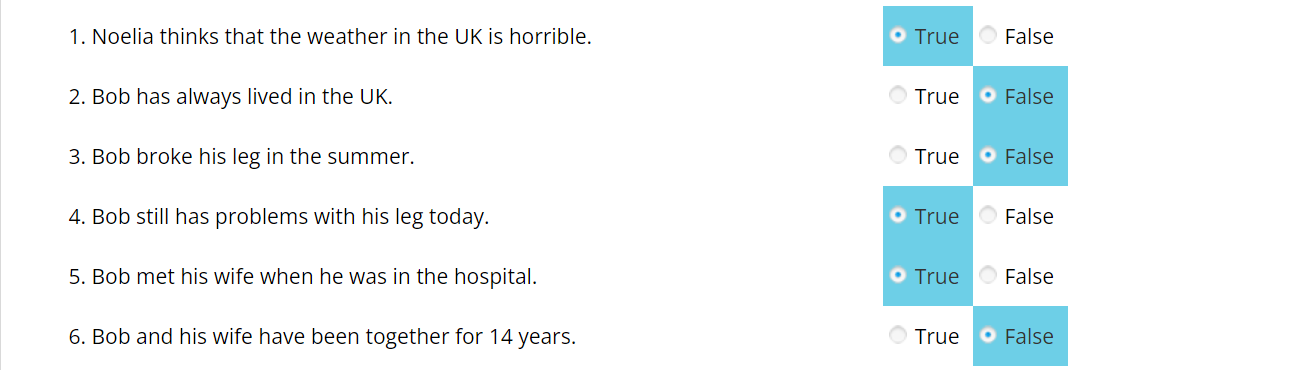 1. Noelia thinks that the weather in the UK is horrible. True False
2. Bob has always lived in the UK. True False
3. Bob broke his leg in the summer. True False
4. Bob still has problems with his leg today. True False
5. Bob met his wife when he was in the hospital. True False
6. Bob and his wife have been together for 14 years. True False